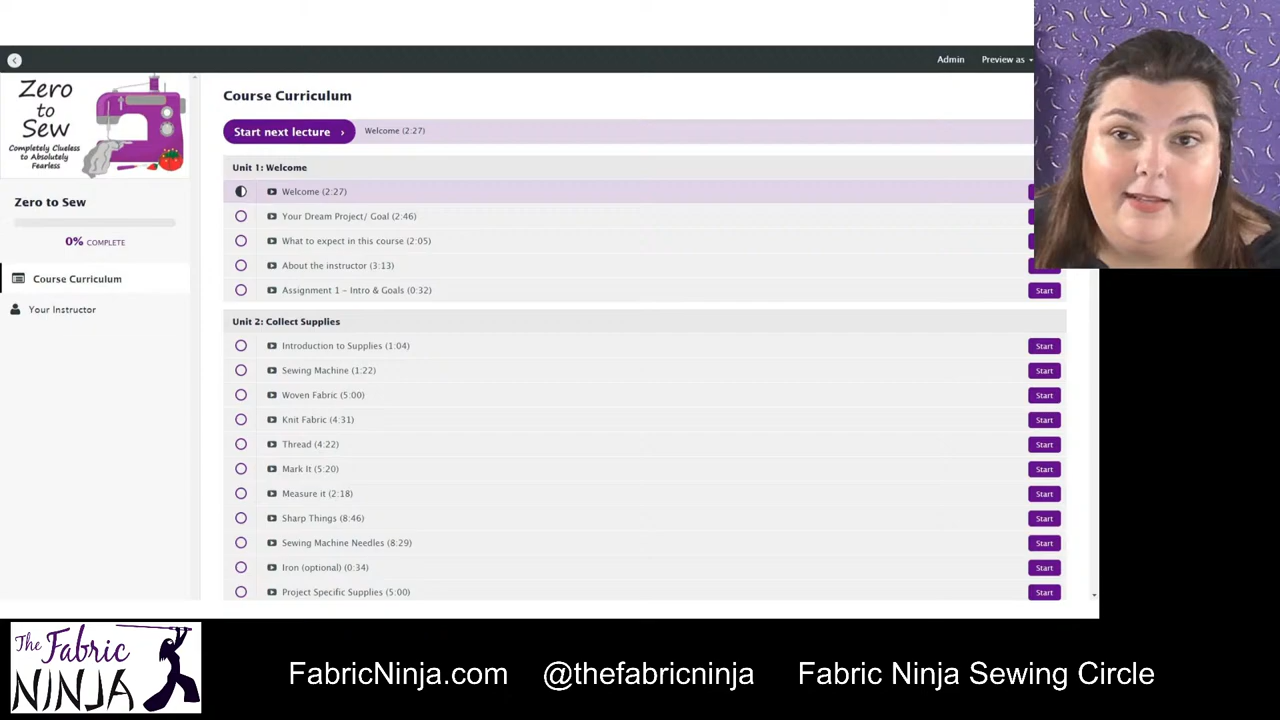 Admin
Preview as
Zero
to
Sew
Completely Clueless
to Absolutely
Fearless
Zero to Sew
0% COMPLETE
Course Curriculum
Your Instructor
Course Curriculum
Start next lecture › Welcome (2:27)
Unit 1: Welcome
Welcome (2:27)
Your Dream Project/ Goal (2:46)
What to expect in this course (2:05)
About the instructor (3:13)
Assignment 1 - Intro & Goals (0:32) Start
Unit 2: Collect Supplies
Introduction to Supplies (1:04) Start
Sewing Machine (1:22) Start
Woven Fabric (5:00) Start
Knit Fabric (4:31) Start
Thread (4:22) Start
Mark It (5:20) Start
Measure it (2:18) Start
Sharp Things (8:46) Start
Sewing Machine Needles (8:29) Start
Iron (optional) (0:34) Start
Project Specific Supplies (5:00) Start
The Fabric
NINJA
FabricNinja.com @thefabricninja Fabric Ninja Sewing Circle